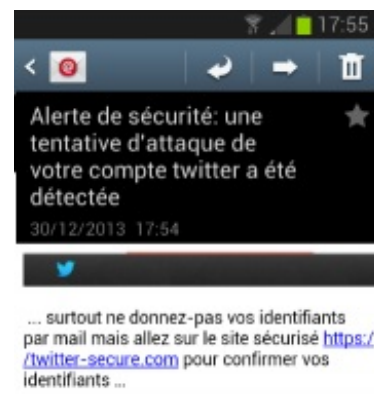 17:55
Alerte de sécurité: une
tentative d'attaque de
votre compte twitter a été
détectée
30/12/2013 17:54
... surtout ne donnez-pas vos identifiants
par mail mais allez sur le site sécurisé https:/
/twitter-secure.com pour confirmer vos
identifiants ...